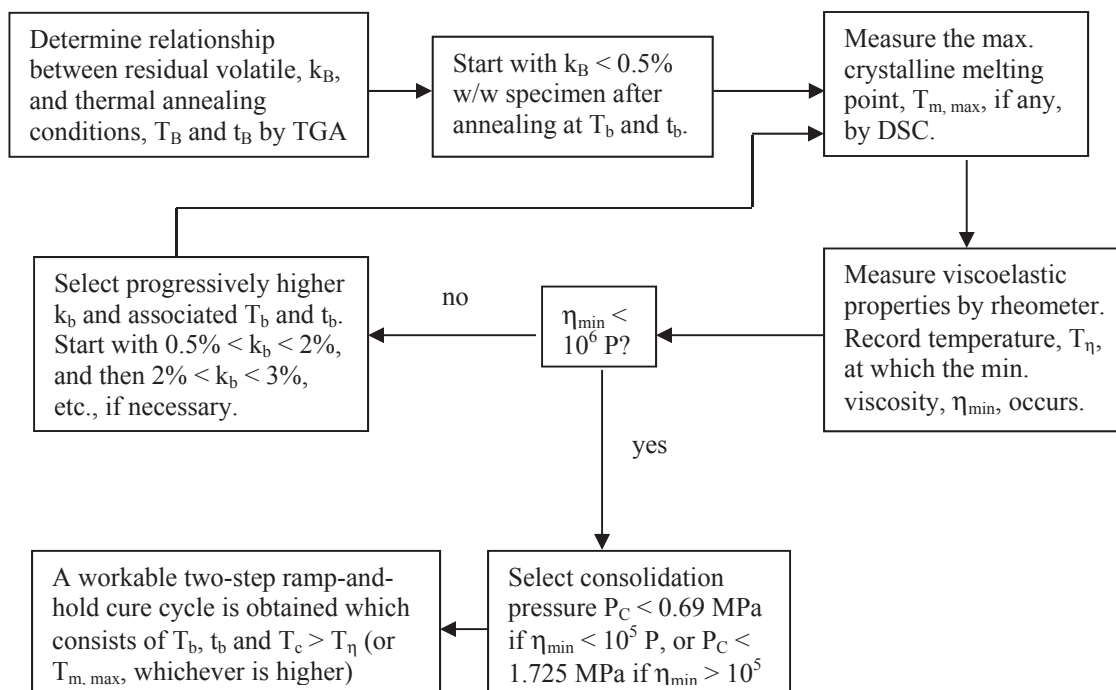 Determine relationship
between residual volatile, k_B,
and thermal annealing
conditions, T_B and t_B by TGA
Start with k_B < 0.5%
w/w specimen after
annealing at T_b and t_b.
Measure the max.
crystalline melting
point, T_m, max, if any,
by DSC.
Measure viscoelastic
properties by rheometer.
Record temperature, T_η,
at which the min.
viscosity, η_min, occurs.
η_min <
10^6 P?
no
Select progressively higher
k_b and associated T_b and t_b.
Start with 0.5% < k_b < 2%,
and then 2% < k_b < 3%,
etc., if necessary.
yes
Select consolidation
pressure P_C < 0.69 MPa
if η_min < 10^5 P, or P_C <
1.725 MPa if η_min > 10^5
A workable two-step ramp-and-
hold cure cycle is obtained which
consists of T_b, t_b and T_c > T_η (or
T_m, max, whichever is higher)